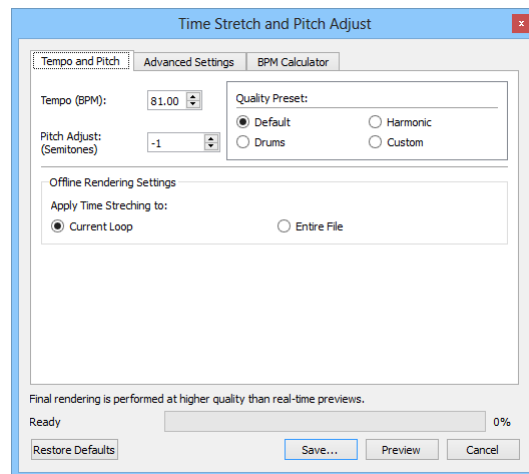 Time Stretch and Pitch Adjust
x
Tempo and Pitch Advanced Settings BPM Calculator
Tempo (BPM): 81.00 Quality Preset:
Default Harmonic
Pitch Adjust:
(Semitones) -1 Drums Custom
Offline Rendering Settings
Apply Time Streching to:
Current Loop Entire File
Final rendering is performed at higher quality than real-time previews.
Ready 0%
Restore Defaults Save... Preview Cancel